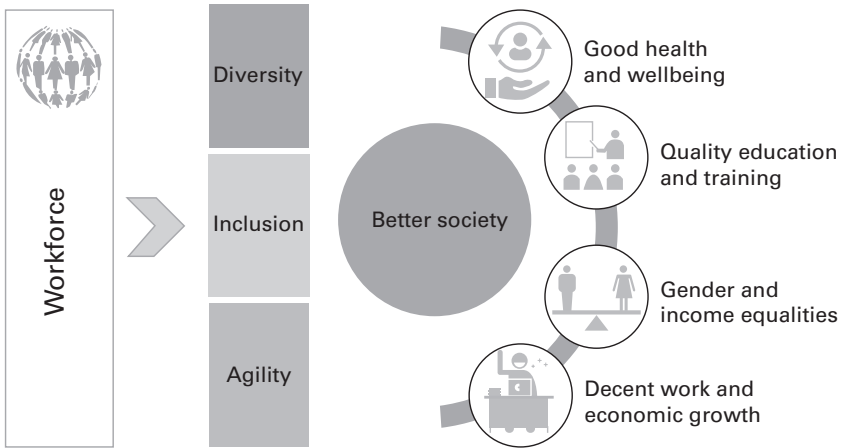 Workforce
Diversity
Inclusion
Agility
Better society
Good health
and wellbeing
Quality education
and training
Gender and
income equalities
Decent work and
economic growth